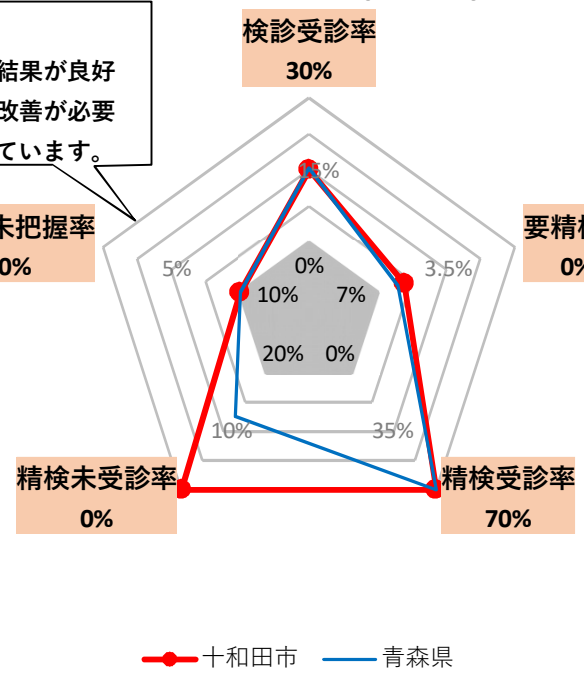 検診受診率
30%
結果が良好
改善が必要
ています。
15%
未把握率
0%
要精検
0%
5%
3.5%
0%
10%
7%
20%
0%
10%
35%
精検未受診率
0%
精検受診率
70%
十和田市
青森県